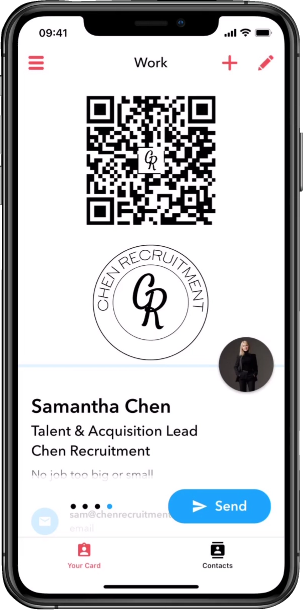 09:41
Work
CR
CHEN RECRUITMENT
CR
Samantha Chen
Talent & Acquisition Lead
Chen Recruitment
No job too big or small
sam@chenrecruitmen
email
Send
Your Card
Contacts